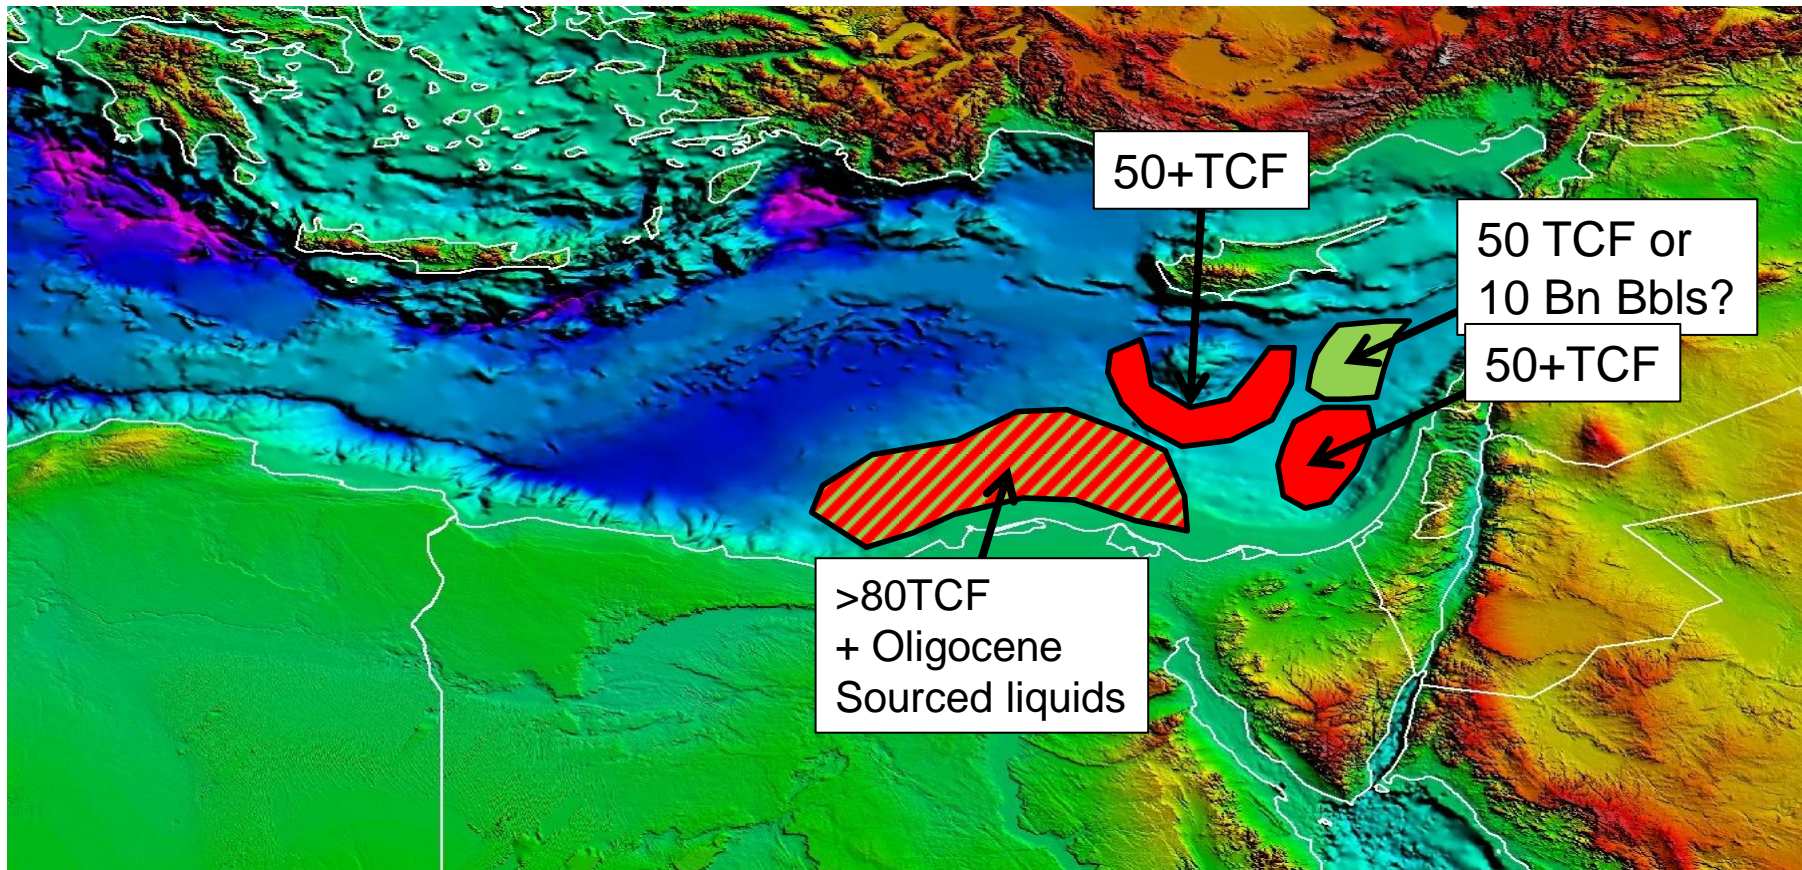 50+TCF
50 TCF or
10 Bn Bbls?
50+TCF
>80TCF
+ Oligocene
Sourced liquids